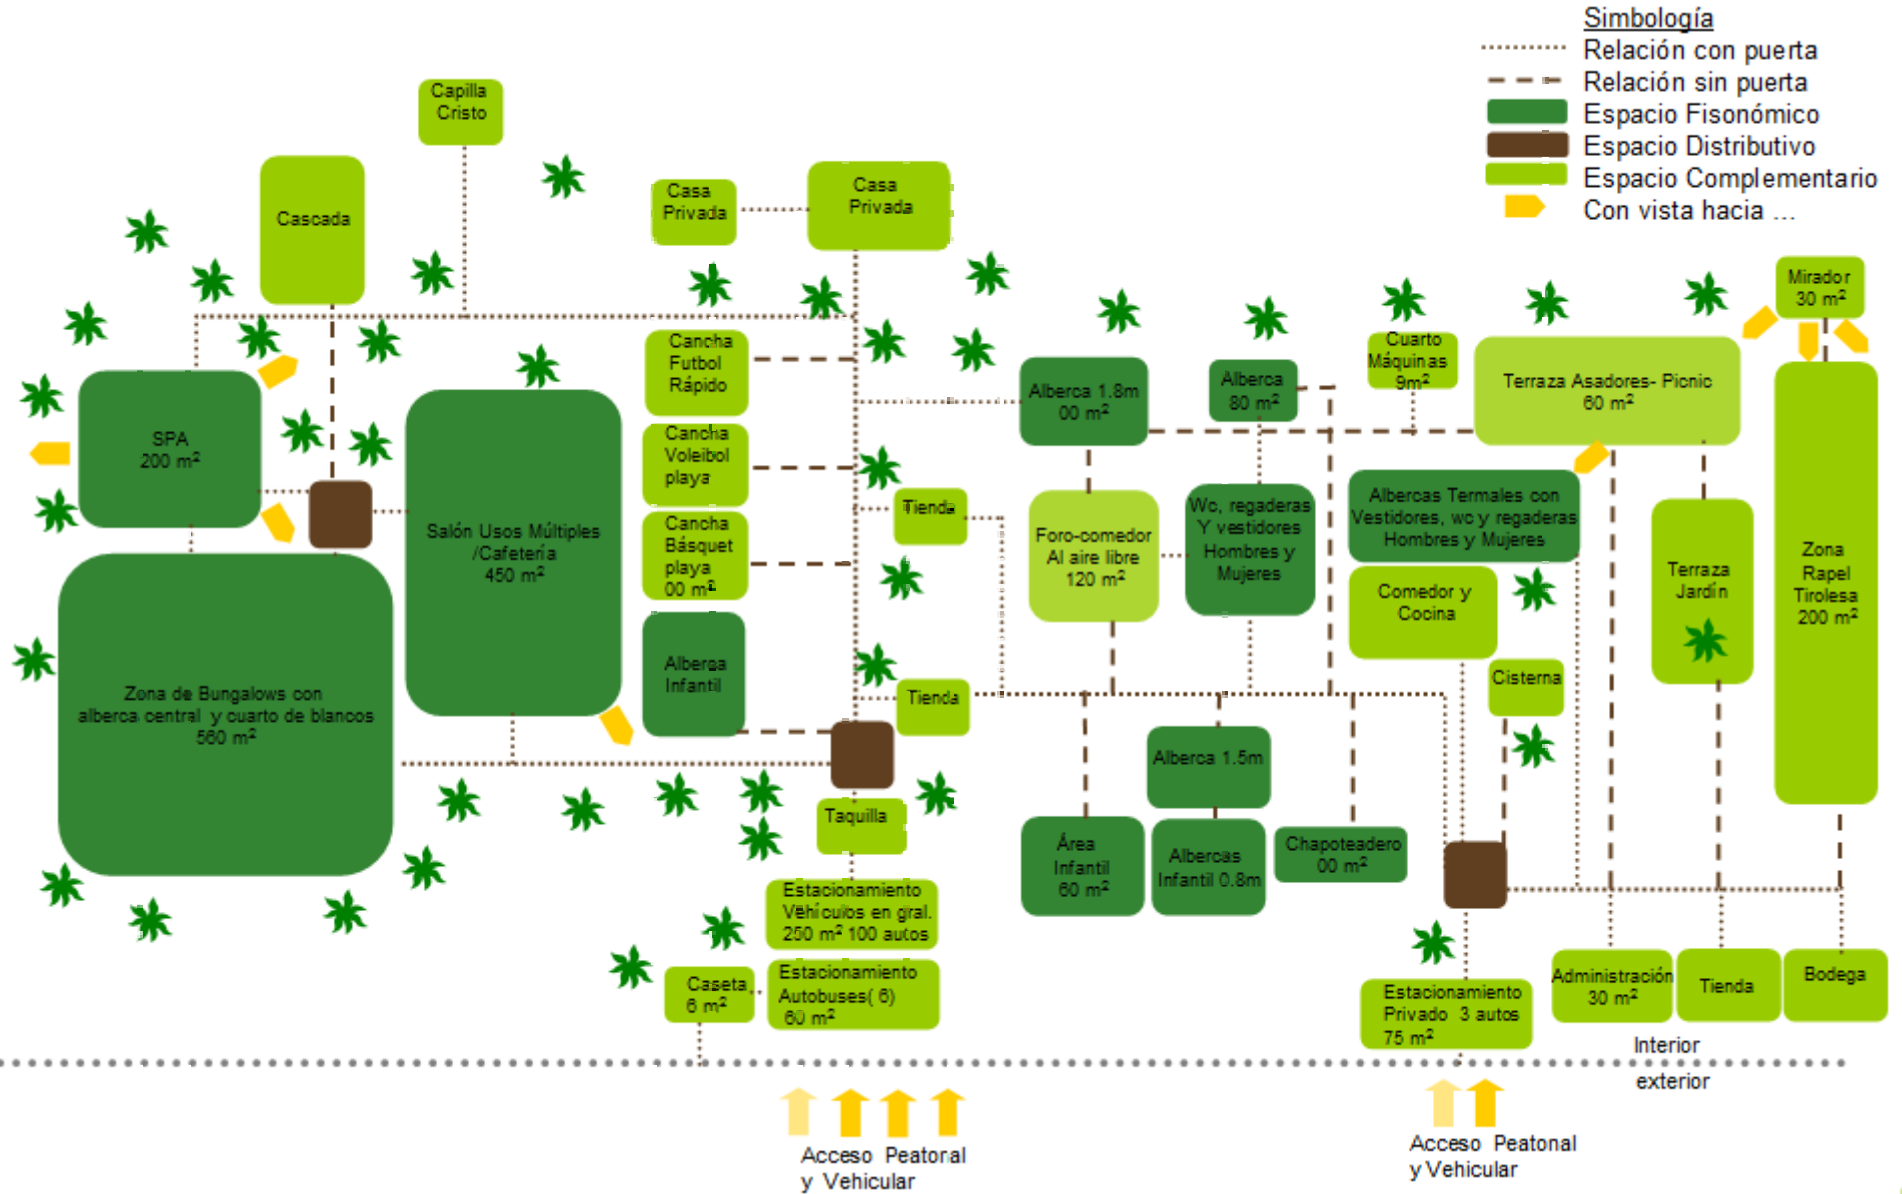 Simbología
Relación con puerta
Relación sin puerta
Espacio Fisonómico
Espacio Distributivo
Espacio Complementario
Con vista hacia ...
Capilla
Cristo
Cascada
Casa
Privada
Casa
Privada
Mirador
30 m²
Cancha
Futbol
Rápido
Cuarto
Máquinas
9m²
Alberca 1.8m
00 m²
Alberca
80 m²
Terraza Asadores- Picnic
60 m²
SPA
200 m²
Cancha
Voleibol
playa
Salón Usos Múltiples
/Cafetería
450 m²
Cancha
Básquet
playa
00 m²
Tienda
Foro-comedor
Al aire libre
120 m²
Wc, regaderas
Y vestidores
Hombres y
Mujeres
Albercas Termales con
Vestidores, wc y regaderas
Hombres y Mujeres
Comedor y
Cocina
Terraza
Jardín
Zona
Rapel
Tirolesa
200 m²
Zona de Bungalows con
alberca central y cuarto de blancos
560 m²
Alberca
Infantil
Tienda
Cisterna
Alberca 1.5m
Taquilla
Área
Infantil
60 m²
Albercas
Infantil 0.8m
Chapoteadero
00 m²
Estacionamiento
Vehículos en gral.
250 m² 100 autos
Caseta
6 m²
Estacionamiento
Autobuses( 6)
60 m²
Estacionamiento
Privado 3 autos
75 m²
Administración
30 m²
Tienda
Bodega
Interior
exterior
Acceso Peatonal
y Vehicular
Acceso Peatonal
y Vehicular